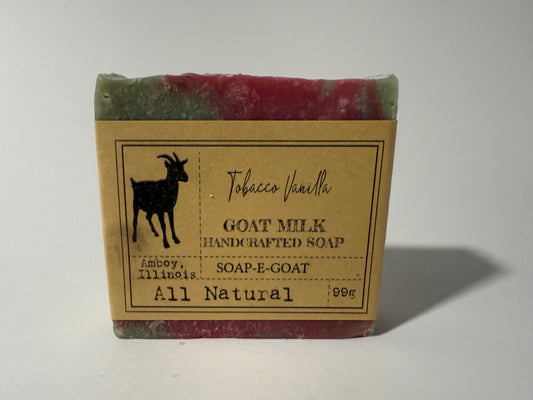 Tobacco Vanilla
GOAT MILK
HANDCRAFTED SOAP
Amboy,
Illinois
SOAP-E-GOAT
All Natural
99g